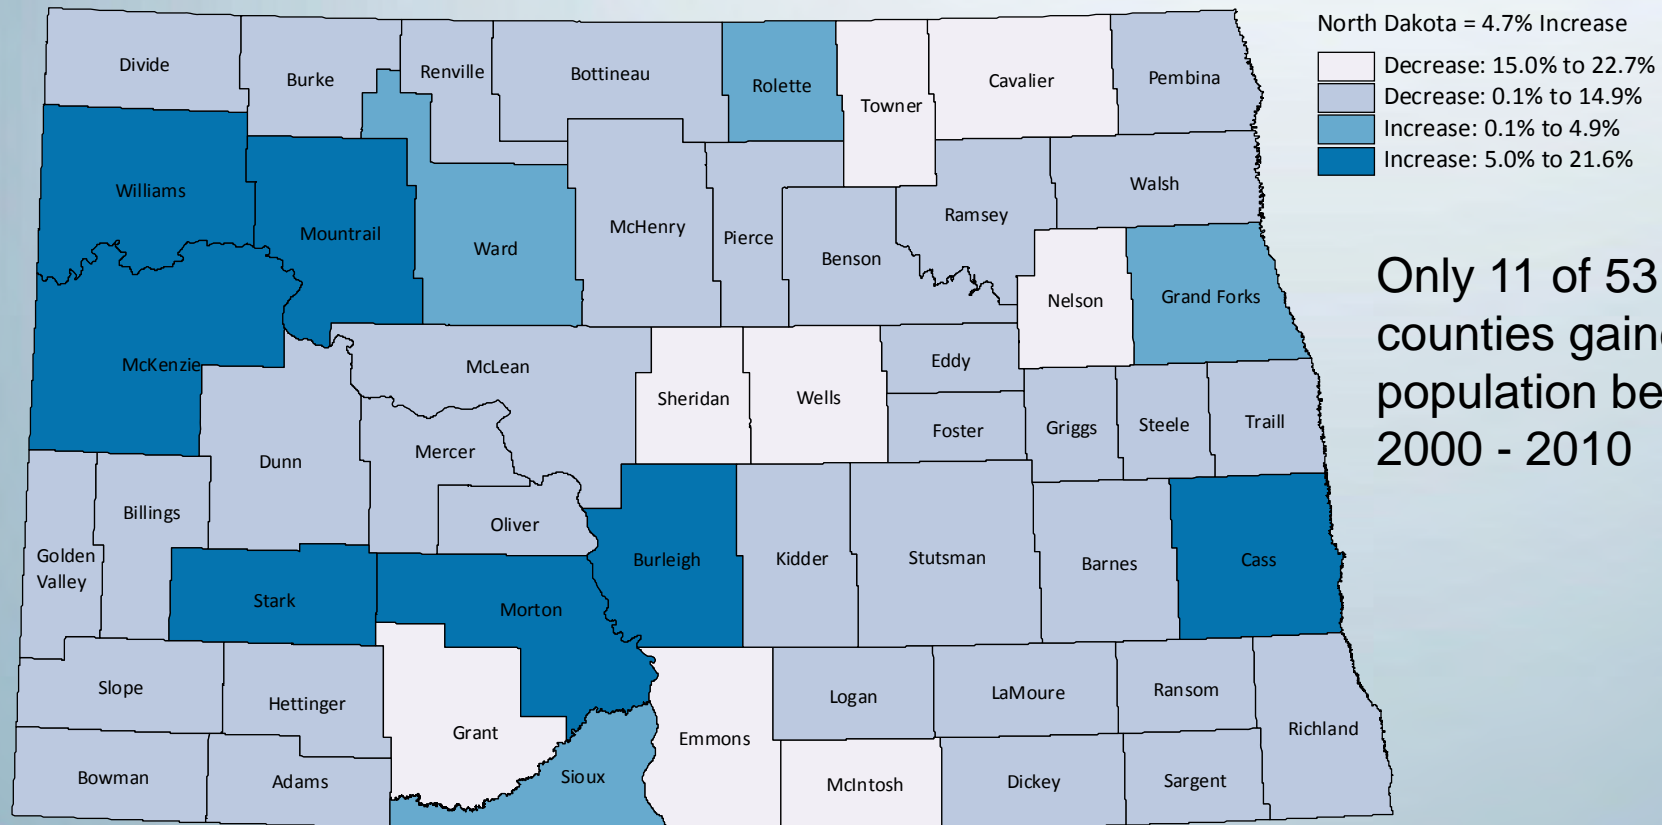 North Dakota = 4.7% Increase
Decrease: 15.0% to 22.7%
Decrease: 0.1% to 14.9%
Increase: 0.1% to 4.9%
Increase: 5.0% to 21.6%
Only 11 of 53
counties
population
2000 - 2010
Divide
Burke
Renville
Bottineau
Rolette
Towner
Cavalier
Pembina
Williams
Mountrail
Ward
McHenry
Pierce
Benson
Ramsey
Walsh
Nelson
Grand Forks
McKenzie
McLean
Sheridan
Wells
Eddy
Foster
Griggs
Steele
Traill
Dunn
Mercer
Oliver
Billings
Golden
Valley
Stark
Morton
Burleigh
Kidder
Stutsman
Barnes
Cass
Slope
Hettinger
Grant
Emmons
Logan
LaMoure
Ransom
Richland
Bowman
Adams
Sioux
McIntosh
Dickey
Sargent